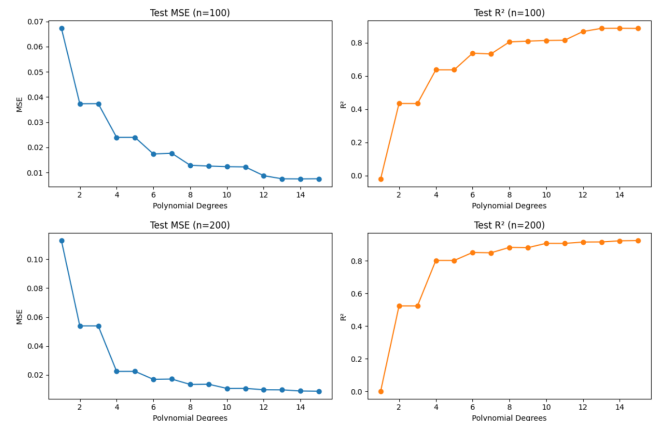 Test MSE (n=100)
0.07
0.06
0.05
0.04
0.03
0.02
0.01
MSE
2 4 6 8 10 12 14
Polynomial Degrees
Test R² (n=100)
0.8
0.6
0.4
0.2
0.0
R²
2 4 6 8 10 12 14
Polynomial Degrees
Test MSE (n=200)
0.10
0.08
0.06
0.04
0.02
MSE
2 4 6 8 10 12 14
Polynomial Degrees
Test R² (n=200)
0.8
0.6
0.4
0.2
0.0
R²
2 4 6 8 10 12 14
Polynomial Degrees